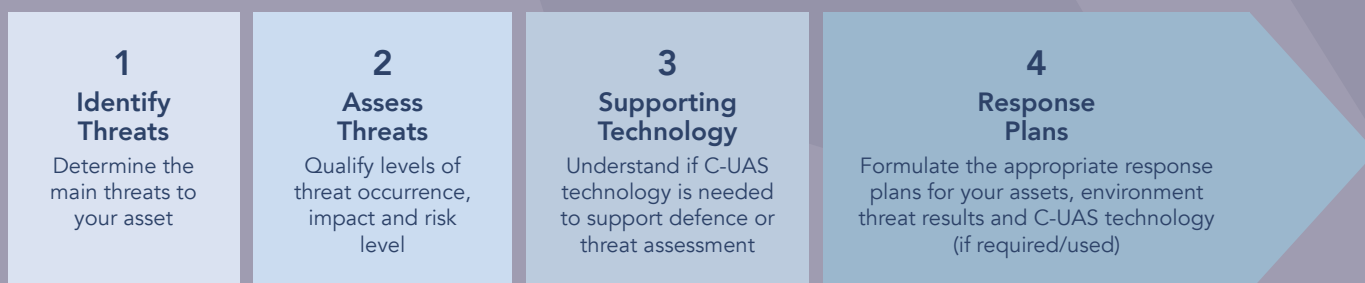 1
Identify
Threats
Determine the
main threats to
your asset
2
Assess
Threats
Qualify levels of
threat occurrence,
impact and risk
level
3
Supporting
Technology
Understand if C-UAS
technology is needed
to support defence or
threat assessment
4
Response
Plans
Formulate the appropriate response
plans for your assets, environment
threat results and C-UAS technology
(if required/used)